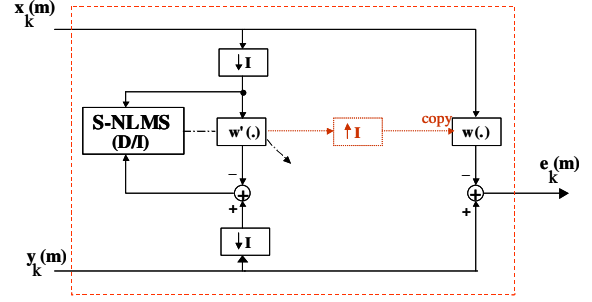 x (m)
k
↓I
S-NLMS
(D/I)
w'(.)
↑I
copy
w(.)
−
−
e (m)
k
+
+
+
+
↓I
y (m)
k